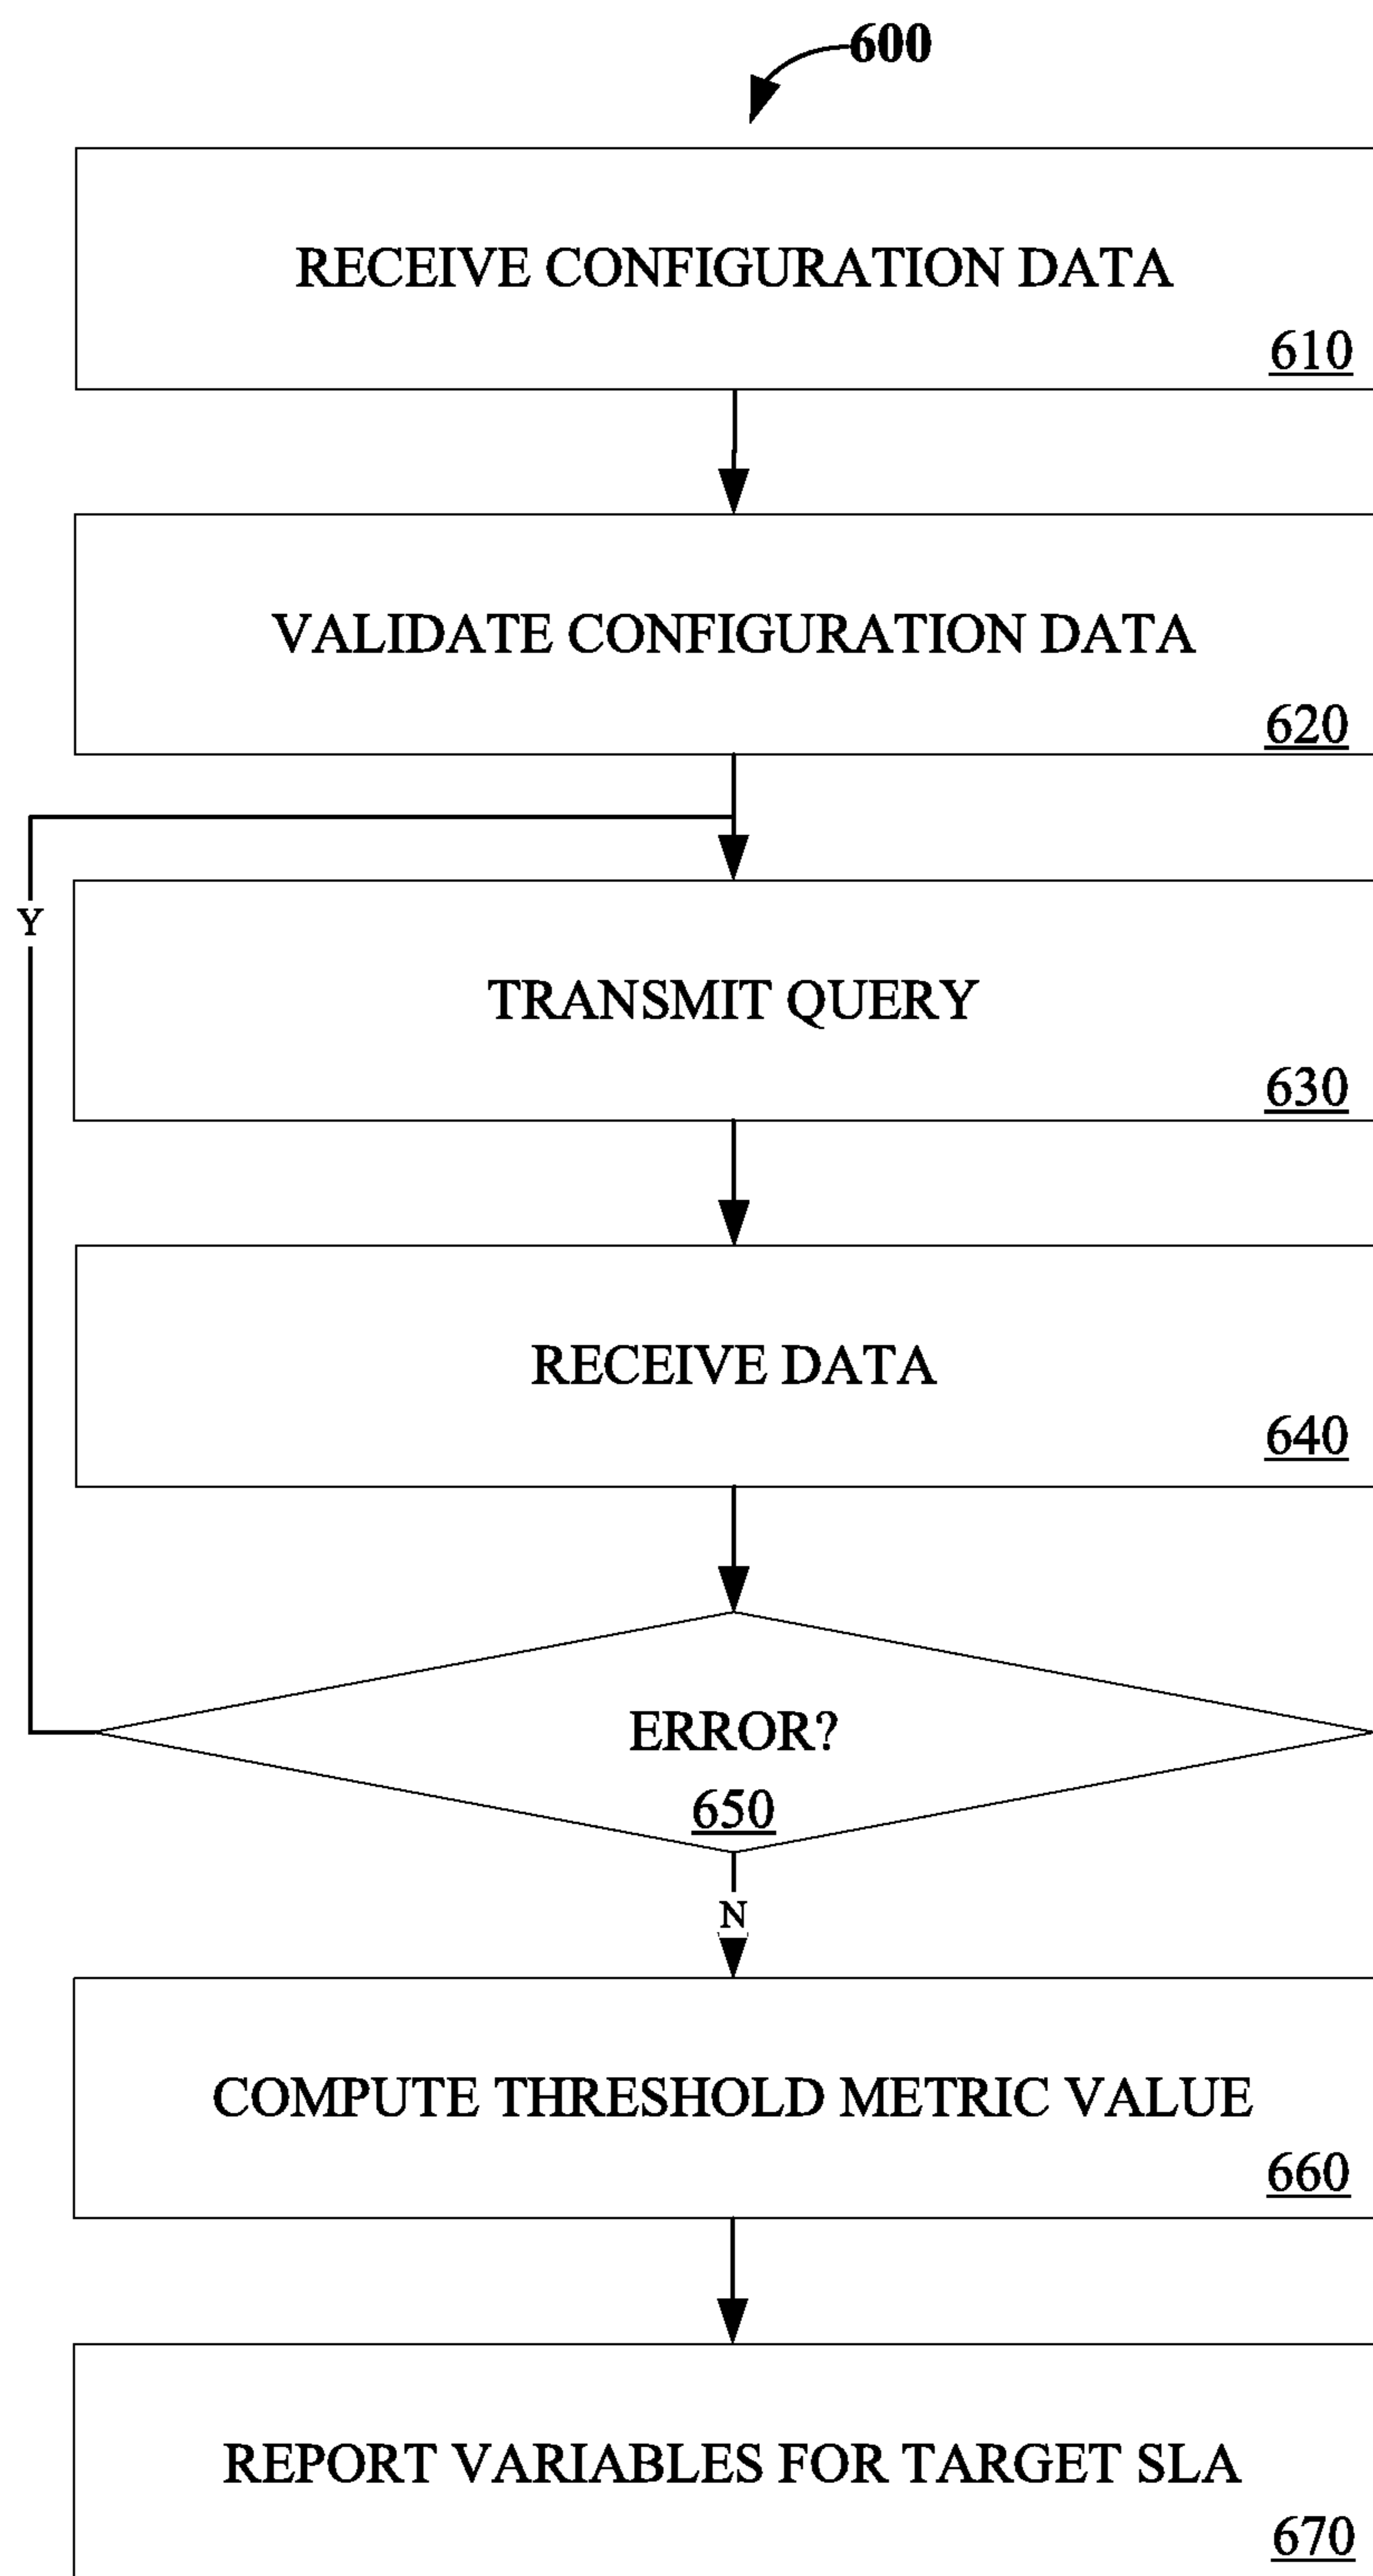 600
RECEIVE CONFIGURATION DATA
610
VALIDATE CONFIGURATION DATA
620
Y
TRANSMIT QUERY
630
RECEIVE DATA
640
ERROR?
650
N
COMPUTE THRESHOLD METRIC VALUE
660
REPORT VARIABLES FOR TARGET SLA
670